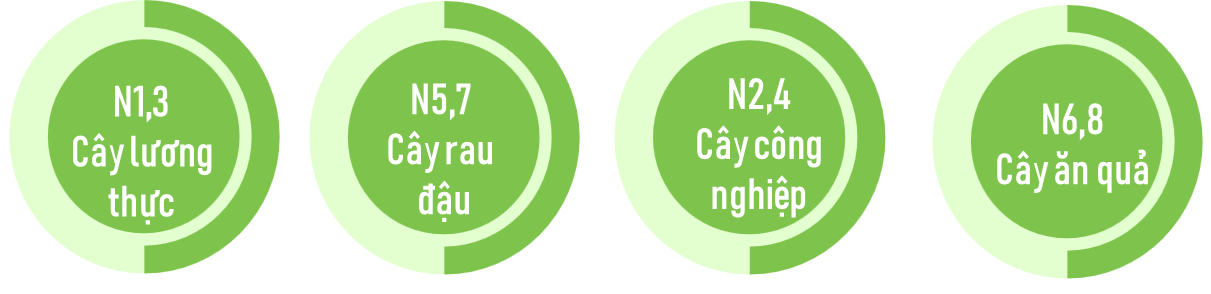 N1,3
Cây lương
thực
N5,7
Cây rau
đậu
N2,4
Cây công
nghiệp
N6,8
Cây ăn quả